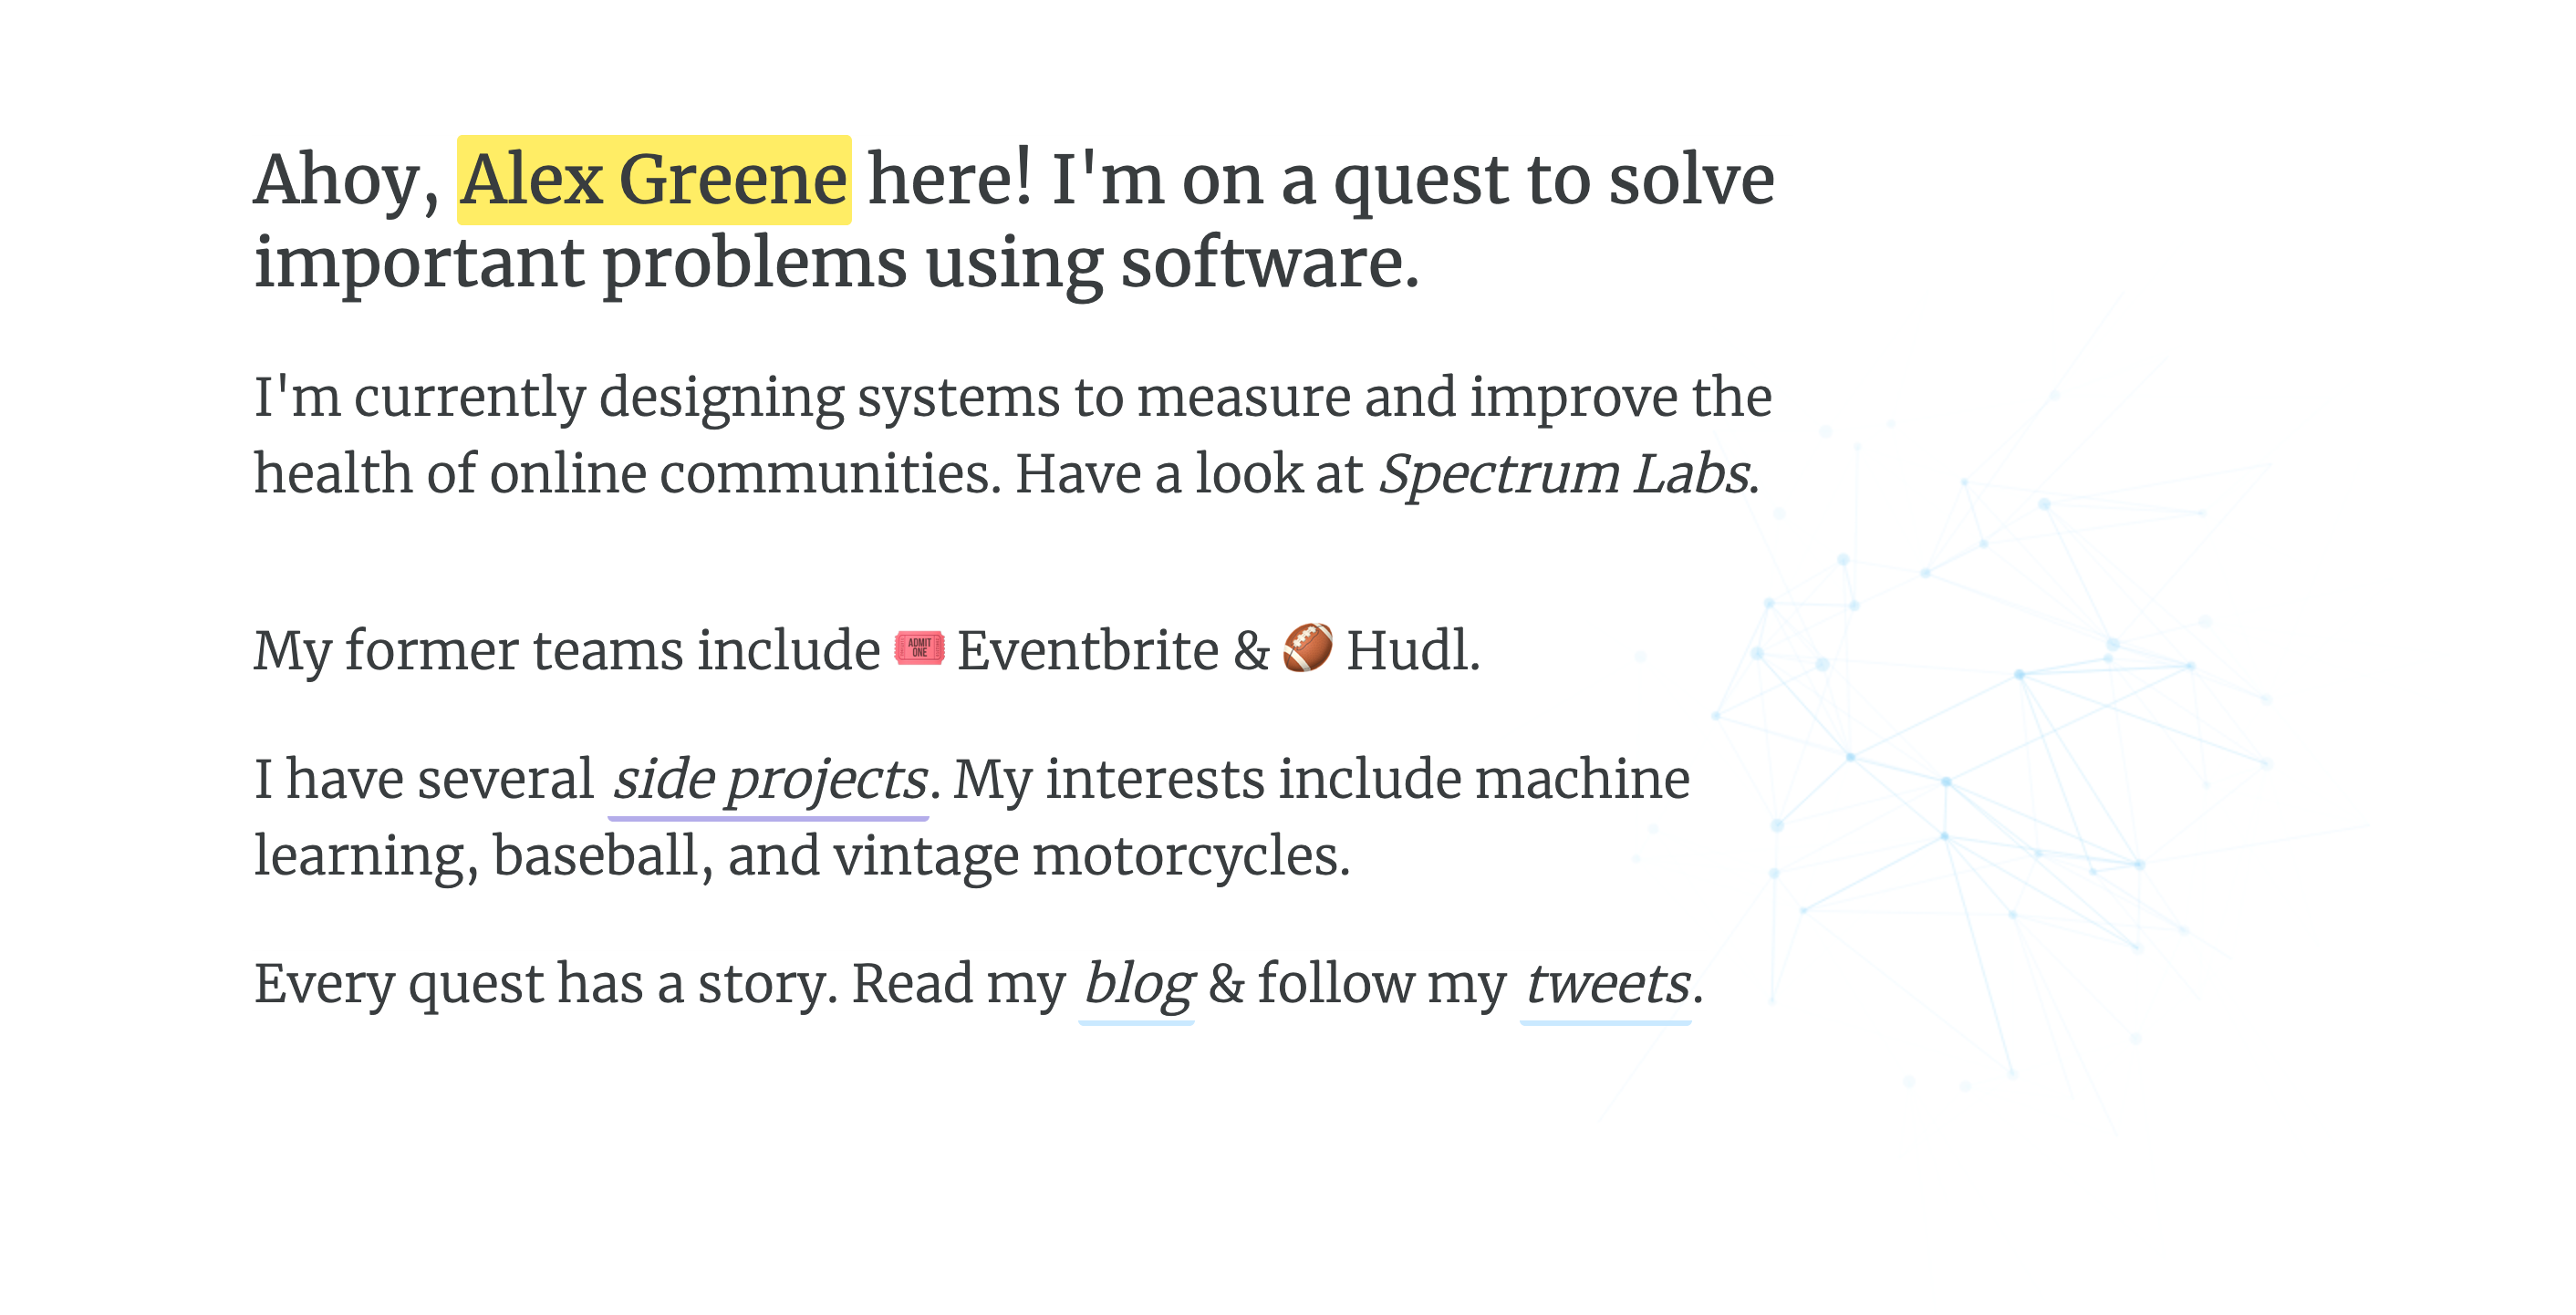 Ahoy, Alex Greene here! I'm on a quest to solve
important problems using software.
I'm currently designing systems to measure and improve the
health of online communities. Have a look at Spectrum Labs.
My former teams include 🎟 ADMIT ONE Eventbrite & 🏈 Hudl.
I have several side projects. My interests include machine
learning, baseball, and vintage motorcycles.
Every quest has a story. Read my blog & follow my tweets.